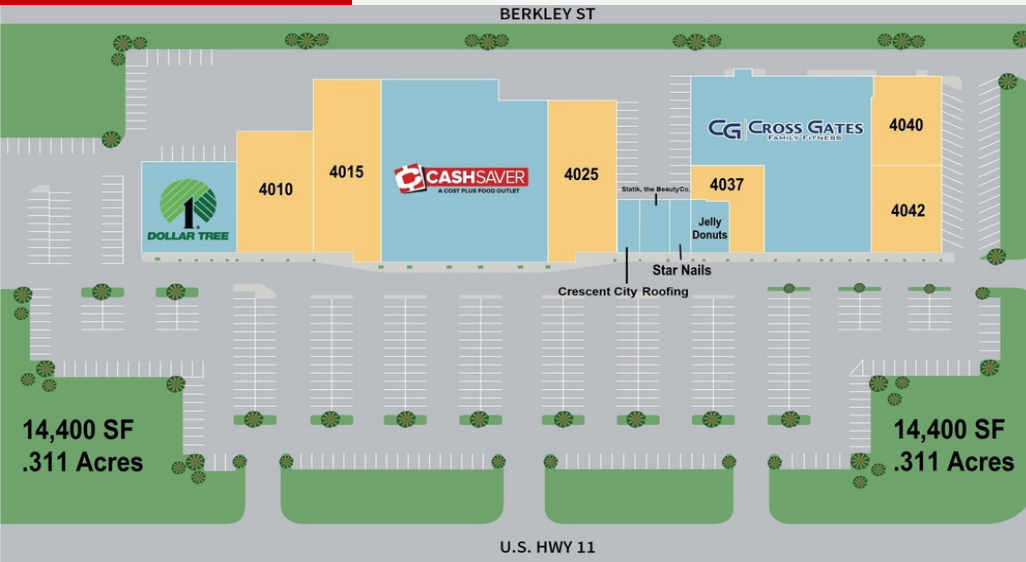 BERKLEY ST
4010
4015
DOLLAR TREE
1
CASHSAVER
A COST PLUS FOOD OUTLET
4025
Statik, the BeautyCo.
CG CROSS GATES
FAMILY FITNESS
4040
4037
4042
Jelly
Donuts
Star Nails
Crescent City Roofing
14,400 SF
.311 Acres
14,400 SF
.311 Acres
U.S. HWY 11